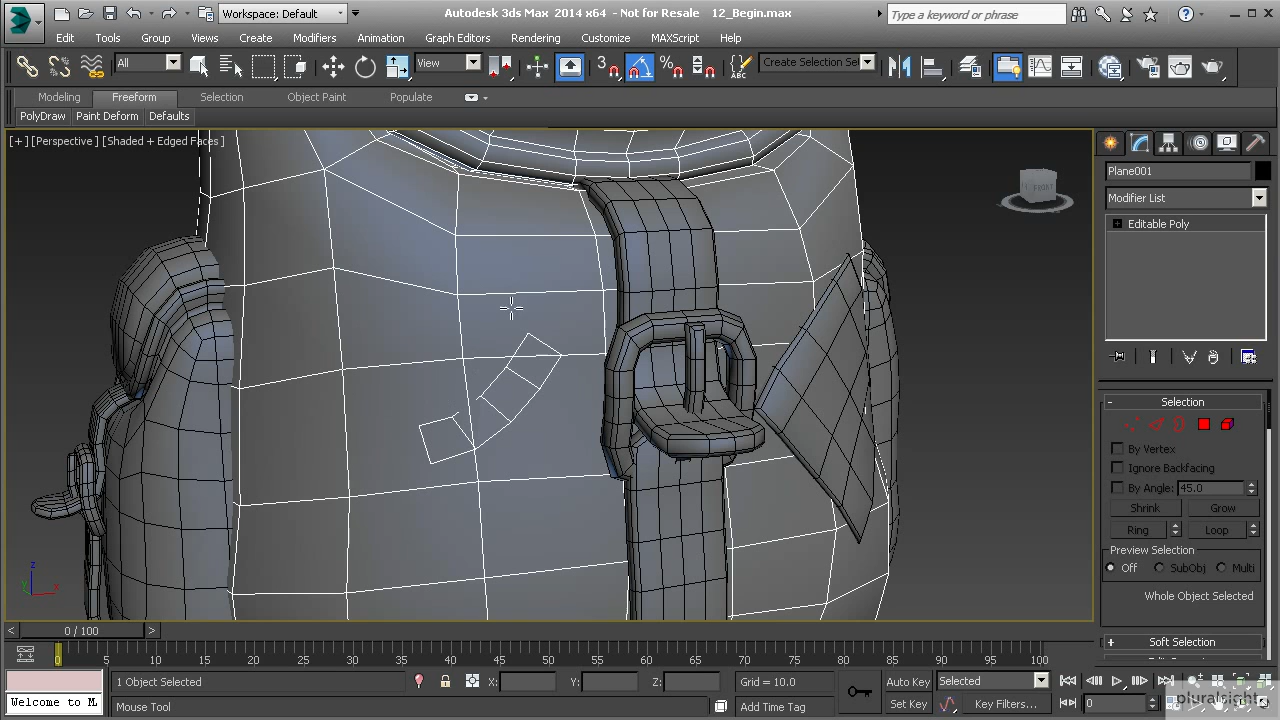 Workspace: Default
Autodesk 3ds Max 2014 x64 - Not for Resale 12_Begin.max
Type a keyword or phrase
Edit Tools Group Views Create Modifiers Animation Graph Editors Rendering Customize MAXScript Help
All View 3 Create Selection Se
Modeling Freeform Selection Object Paint Populate
PolyDraw Paint Deform Defaults
[+] [Perspective] [Shaded + Edged Faces]
FRONT
Plane001
Modifier List
Editable Poly
- Selection
By Vertex
Ignore Backfacing
By Angle: 45.0
Shrink Grow
Ring Loop
Preview Selection
Off SubObj Multi
Whole Object Selected
+ Soft Selection
z
y x
< 0 / 100 >
0 5 10 15 20 25 30 35 40 45 50 55 60 65 70 75 80 85 90 95 100
1 Object Selected X: Y: Z: Grid = 10.0 Auto Key Selected
Welcome to M Mouse Tool Add Time Tag Set Key Key Filters... 0
pluralsight